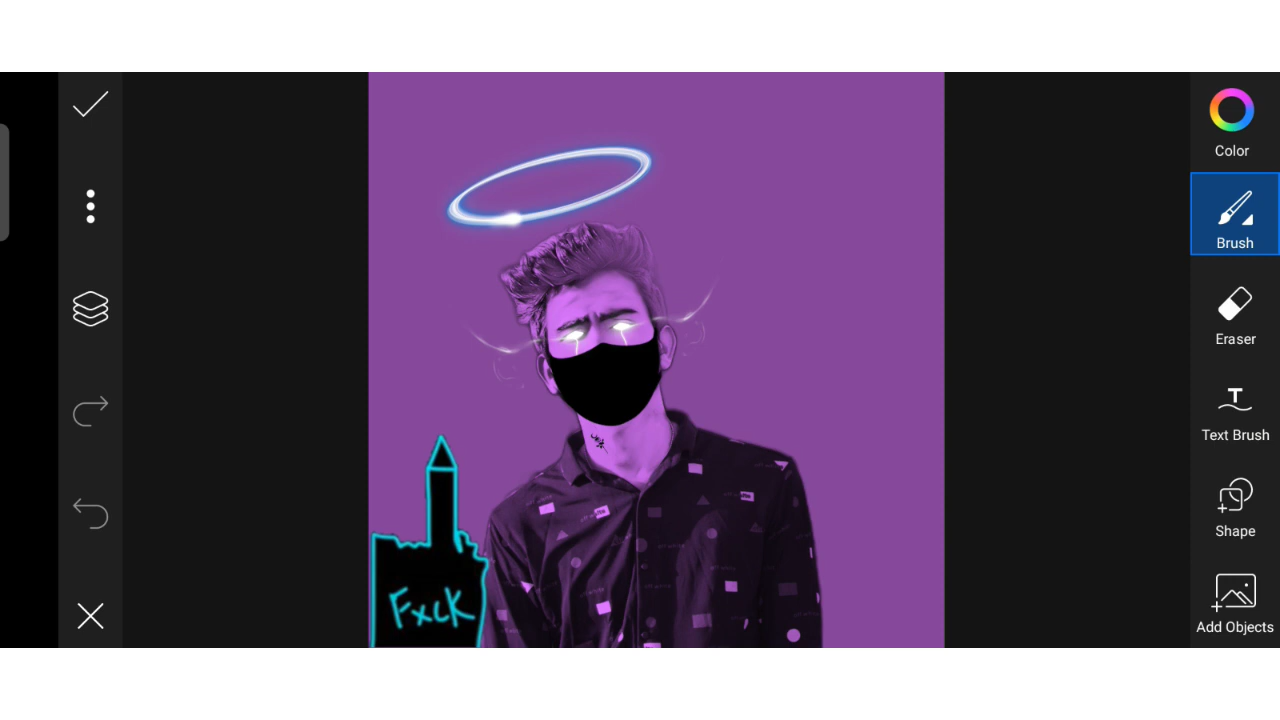 Color
Brush
Eraser
T
Text Brush
Shape
Add Objects
Fxck